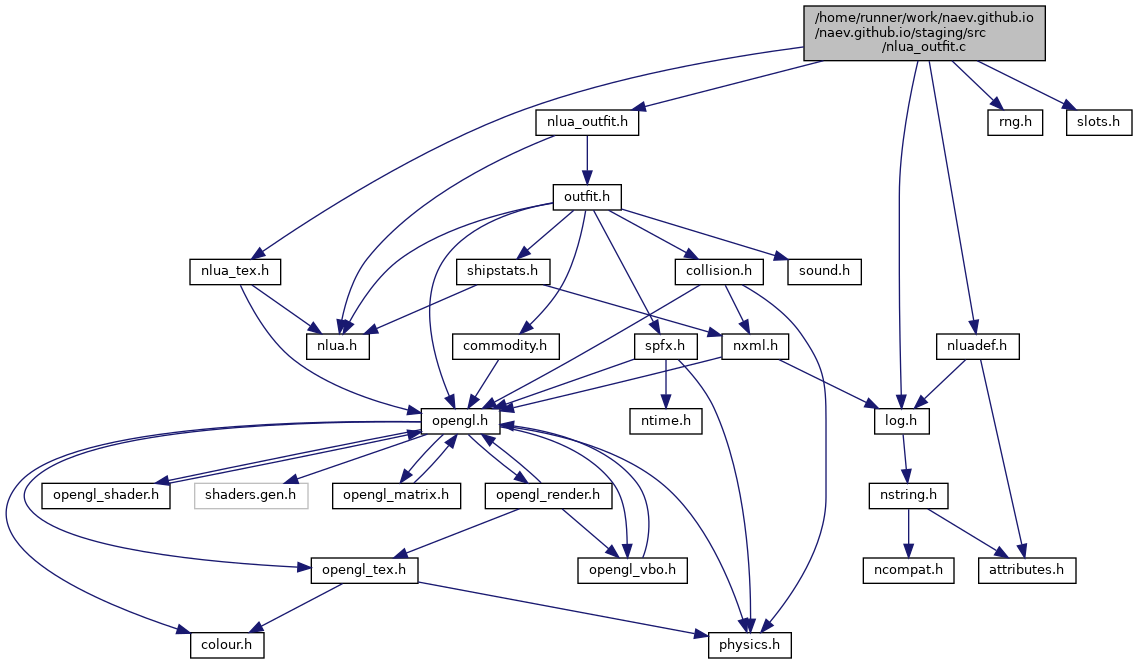 /home/runner/work/naev.github.io
/naev.github.io/staging/src
/nlua_outfit.c
nlua_outfit.h
rng.h
slots.h
outfit.h
nlua_tex.h
shipstats.h
collision.h
sound.h
nlua.h
commodity.h
spfx.h
nxml.h
nluadef.h
opengl.h
ntime.h
log.h
opengl_shader.h
shaders.gen.h
opengl_matrix.h
opengl_render.h
nstring.h
opengl_tex.h
opengl_vbo.h
ncompat.h
attributes.h
colour.h
physics.h